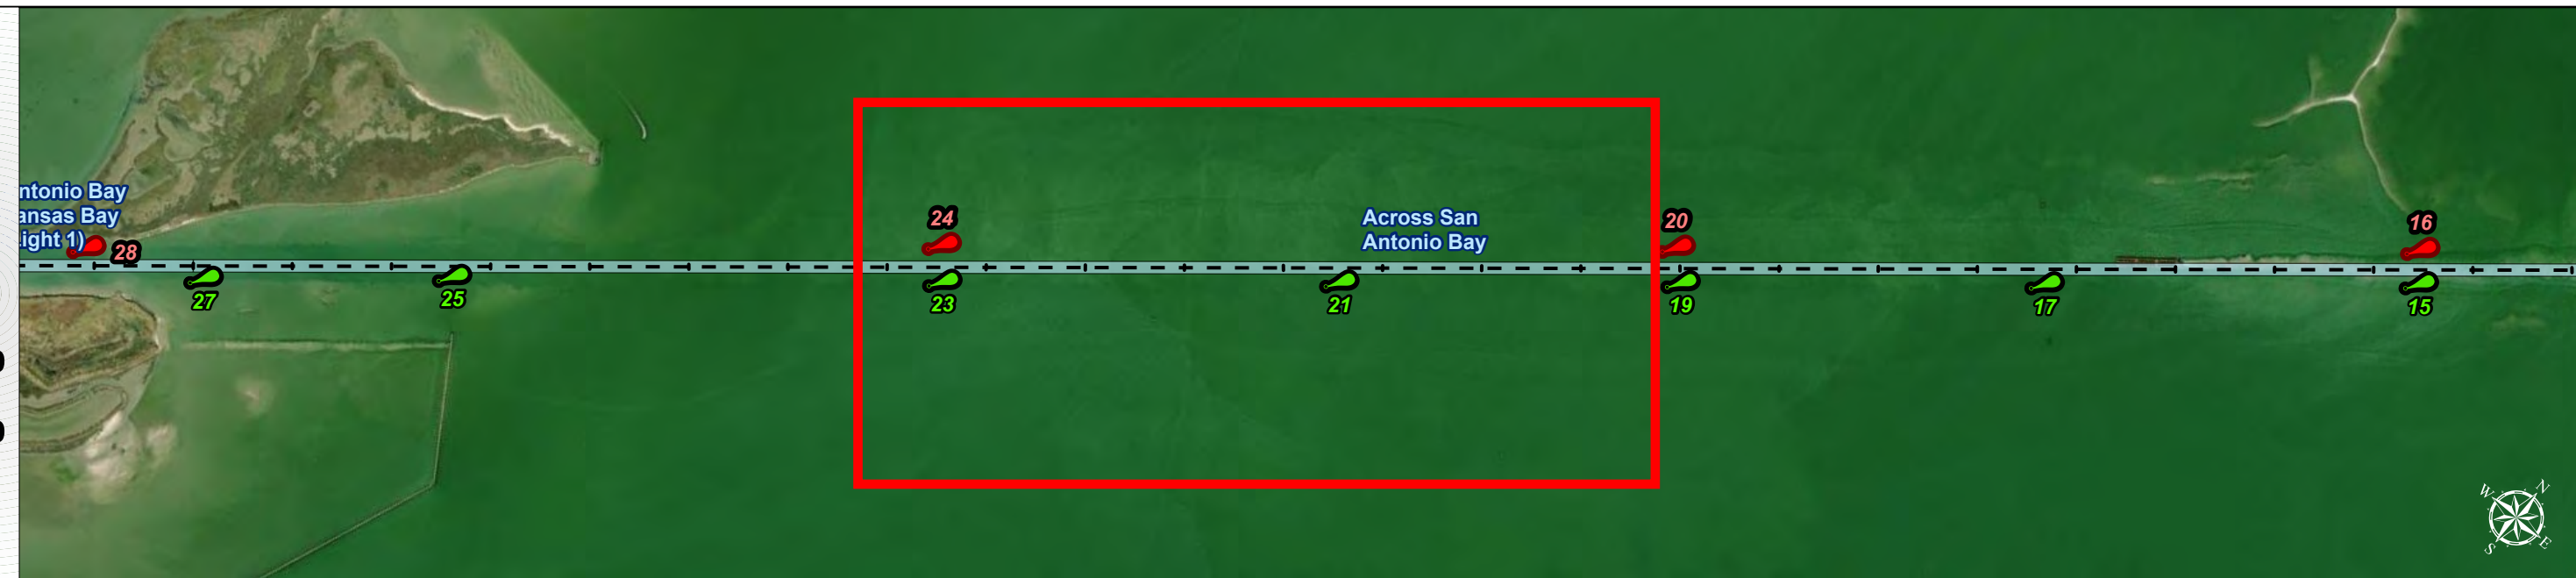 ntonio Bay
ansas Bay
ight 1)
28
27
25
24
23
Across San
Antonio Bay
21
20
19
17
16
15
W
N
S
E